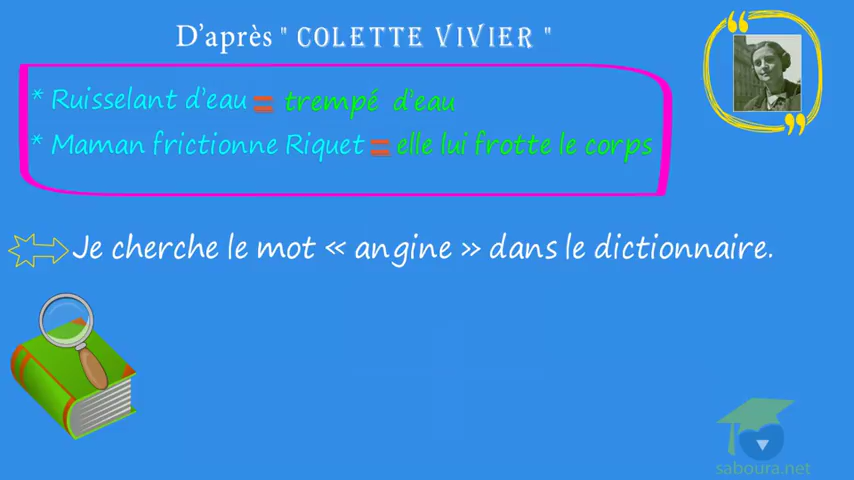 D'après " COLETTE VIVIER "
* Ruisselant d'eau = trempé d'eau
* Maman frictionne Riquet = elle lui frotte le corps
Je cherche le mot « angine » dans le dictionnaire.
saboura.net